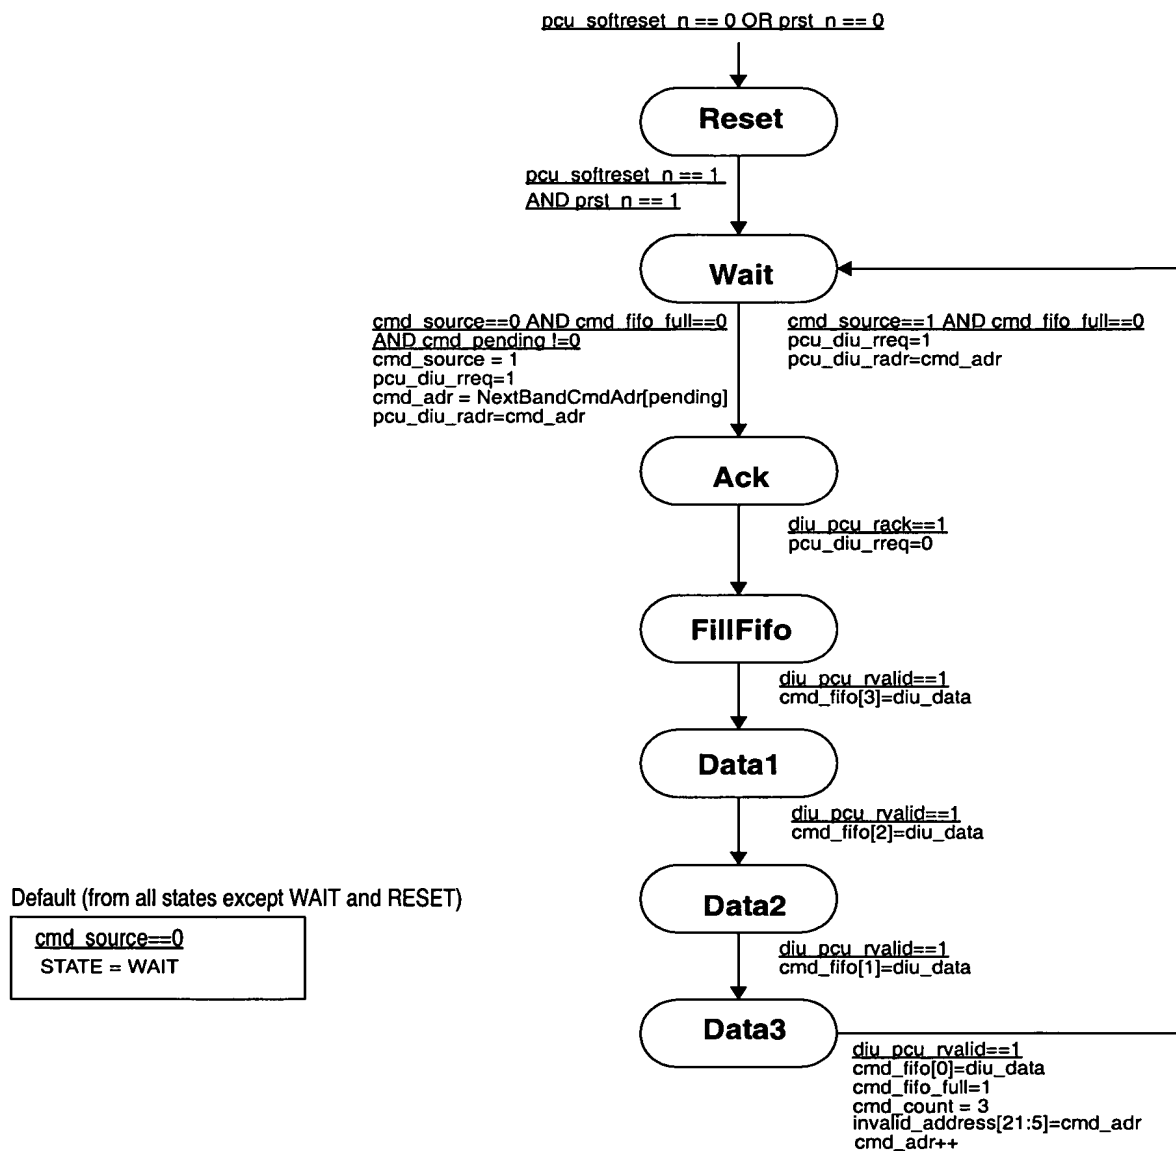 pcu_softreset_n == 0 OR prst_n == 0
Reset
pcu_softreset_n == 1
AND prst_n == 1
Wait
cmd_source==0 AND cmd_fifo_full==0
AND cmd_pending !=0
cmd_source = 1
pcu_diu_rreq=1
cmd_adr = NextBandCmdAdr[pending]
pcu_diu_radr=cmd_adr
cmd_source==1 AND cmd_fifo_full==0
pcu_diu_rreq=1
pcu_diu_radr=cmd_adr
Ack
diu_pcu_rack==1
pcu_diu_rreq=0
FillFifo
diu_pcu_rvalid==1
cmd_fifo[3]=diu_data
Data1
diu_pcu_rvalid==1
cmd_fifo[2]=diu_data
Data2
diu_pcu_rvalid==1
cmd_fifo[1]=diu_data
Data3
diu_pcu_rvalid==1
cmd_fifo[0]=diu_data
cmd_fifo_full=1
cmd_count = 3
invalid_address[21:5]=cmd_adr
cmd_adr++
Default (from all states except WAIT and RESET)
cmd_source==0
STATE = WAIT